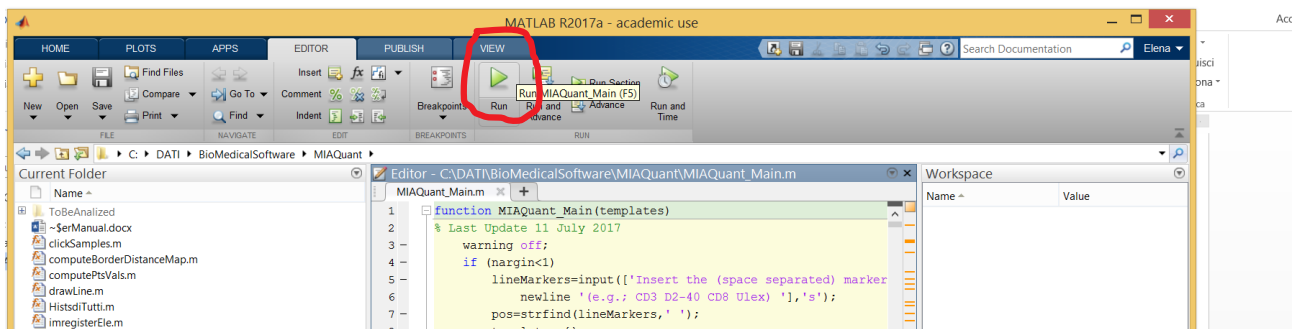 MATLAB R2017a - academic use
Acc
HOME PLOTS APPS EDITOR PUBLISH VIEW
Search Documentation
Elena
uisci
ona
ca
New Open Save
Find Files
Compare
Print
FILE
Go To
Find
NAVIGATE
Insert
Comment
Indent
EDIT
Breakpoints
BREAKPOINTS
Run
Run and Advance
Run Section
Advance
Run and Time
RUN
Run MIAQuant_Main (F5)
C: DATI BioMedicalSoftware MIAQuant
Current Folder
Name
ToBeAnalized
~$erManual.docx
clickSamples.m
computeBorderDistanceMap.m
computePtsVals.m
drawLine.m
HistsdiTutti.m
imregisterEle.m
Editor - C:\DATI\BioMedicalSoftware\MIAQuant\MIAQuant_Main.m
MIAQuant_Main.m
1 function MIAQuant_Main(templates)
2 % Last Update 11 July 2017
3 - warning off;
4 - if (nargin<1)
5 - lineMarkers=input(['Insert the (space separated) marker
6 newline '(e.g.; CD3 D2-40 CD8 Ulex) '],'s');
7 - pos=strfind(lineMarkers,' ');
Workspace
Name Value